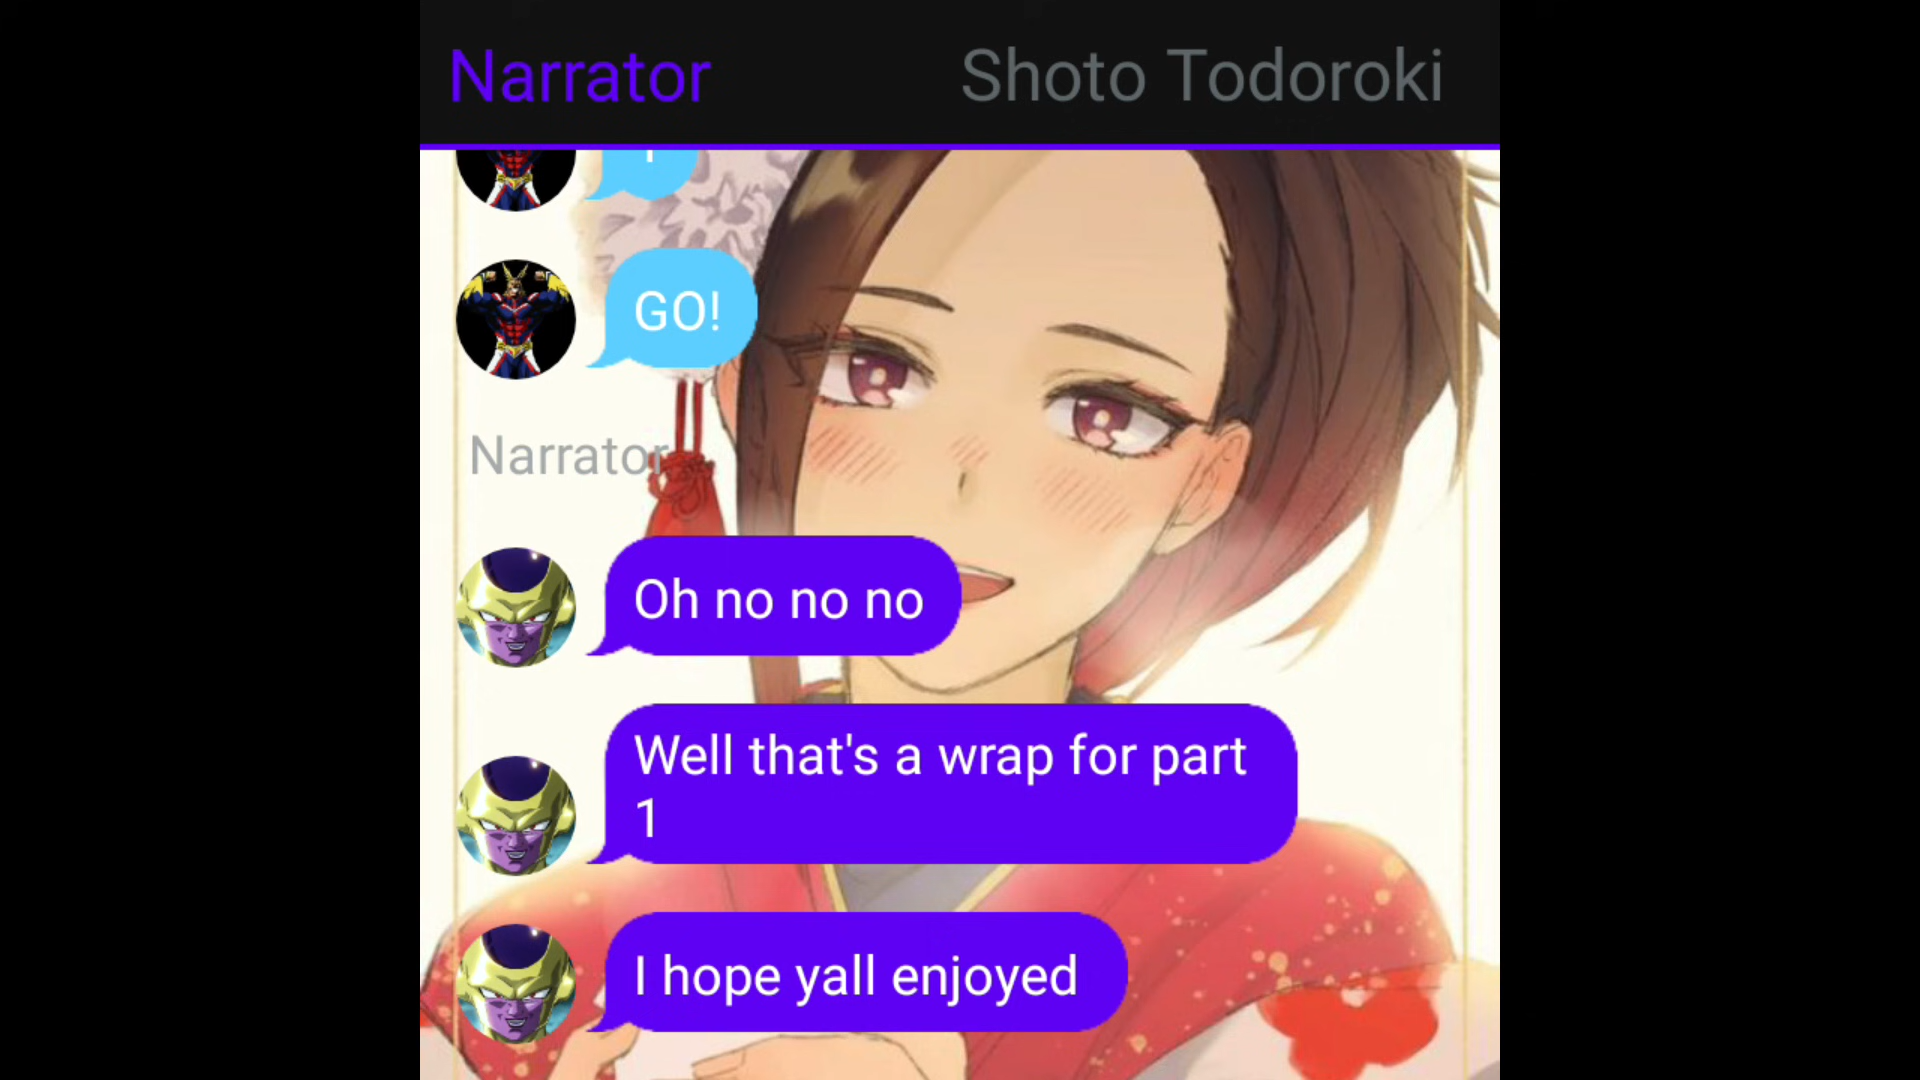 Narrator
Shoto Todoroki
GO!
Narrator
Oh no no no
Well that's a wrap for part
1
I hope yall enjoyed